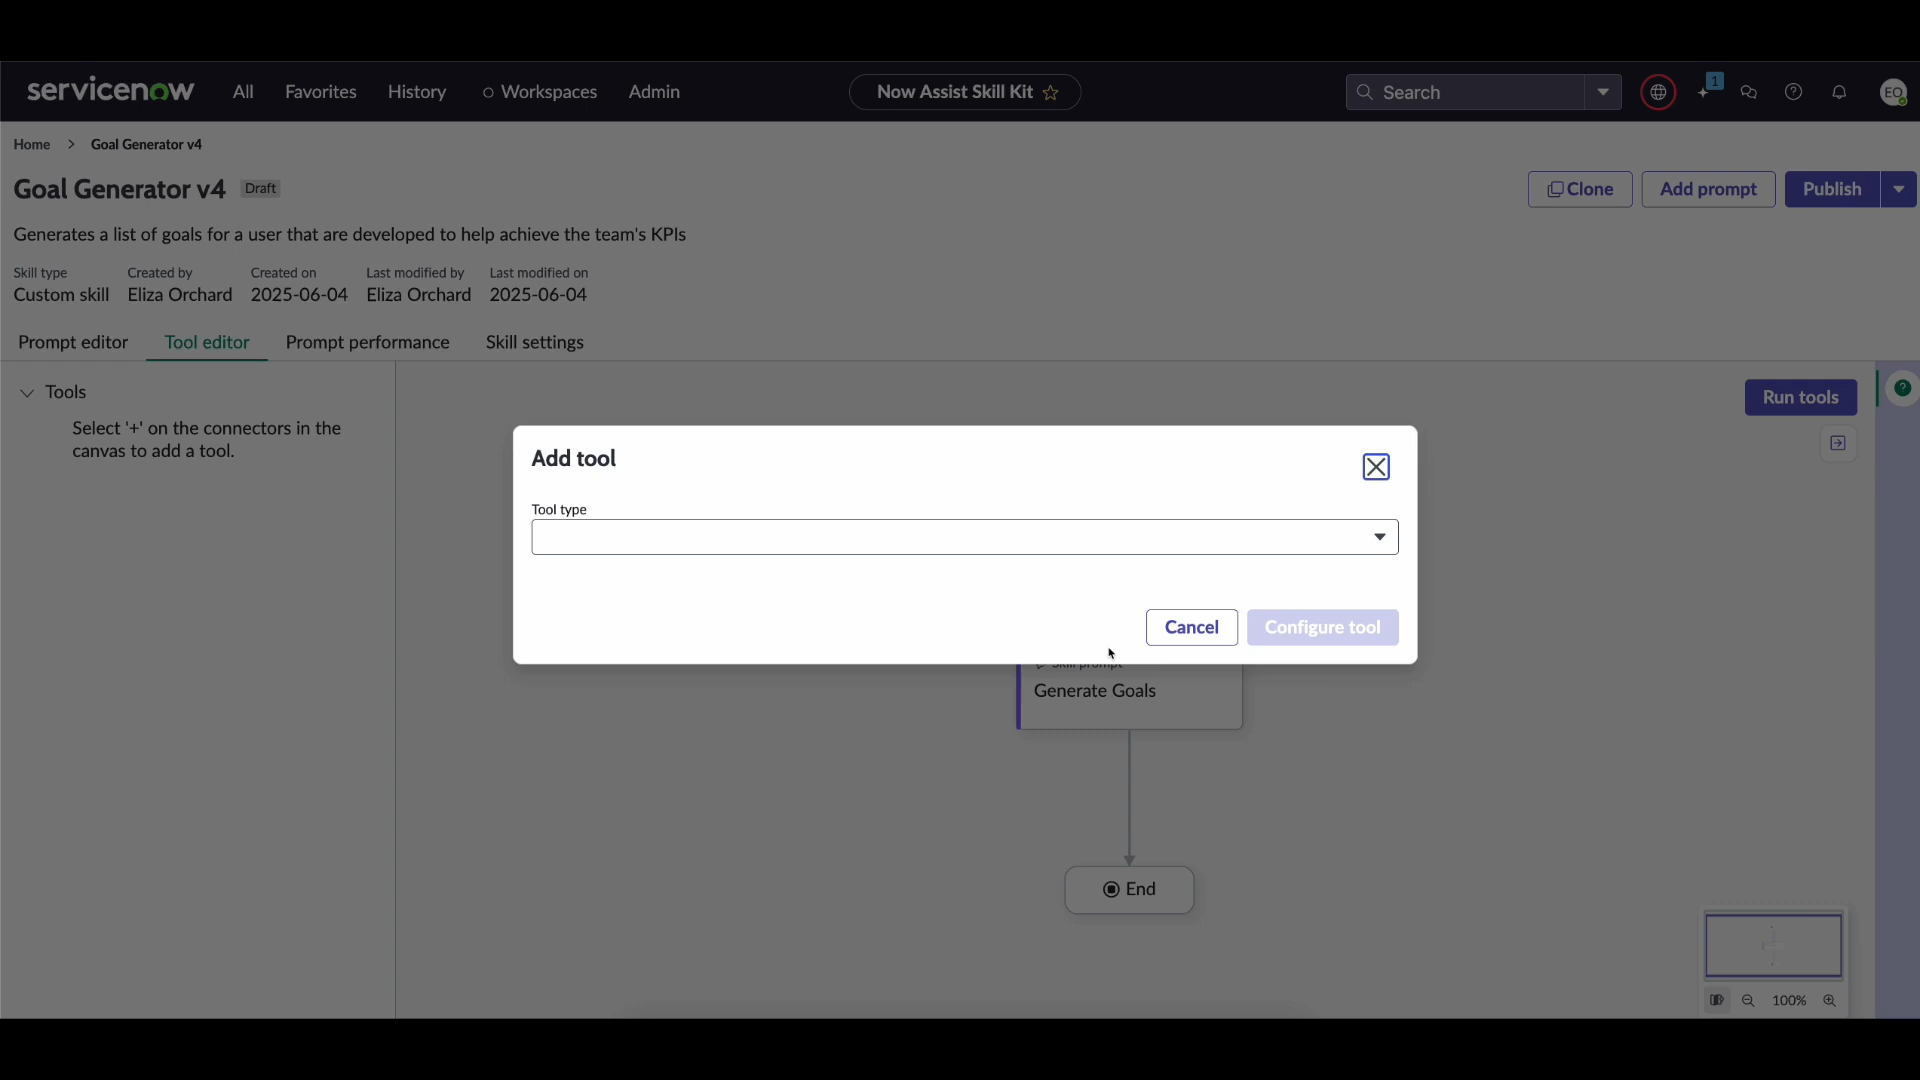 servicenow
All
Favorites
History
Workspaces
Admin
Now Assist Skill Kit
Search
1
EO
Home > Goal Generator v4
Goal Generator v4
Draft
Clone
Add prompt
Publish
Generates a list of goals for a user that are developed to help achieve the team's KPIs
Skill type
Created by
Created on
Last modified by
Last modified on
Custom skill
Eliza Orchard
2025-06-04
Eliza Orchard
2025-06-04
Prompt editor
Tool editor
Prompt performance
Skill settings
Tools
Select '+' on the connectors in the
canvas to add a tool.
Run tools
Add tool
Tool type
Cancel
Configure tool
Skill prompt
Generate Goals
End
100%